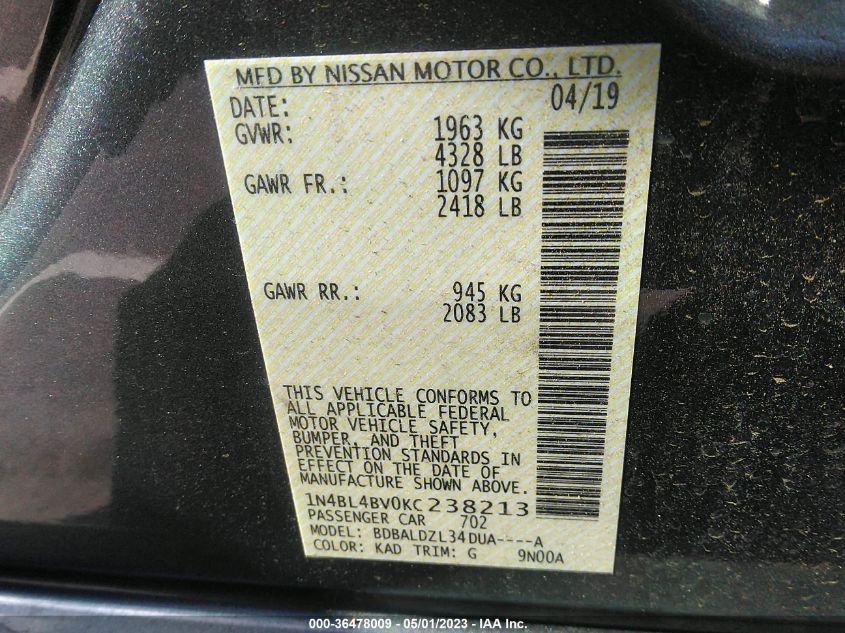 MFD BY NISSAN MOTOR CO., LTD.
DATE: 04/19
GVWR: 1963 KG
4328 LB
GAWR FR.: 1097 KG
2418 LB
GAWR RR.: 945 KG
2083 LB
THIS VEHICLE CONFORMS TO
ALL APPLICABLE FEDERAL
MOTOR VEHICLE SAFETY,
BUMPER, AND THEFT
PREVENTION STANDARDS IN
EFFECT ON THE DATE OF
MANUFACTURE SHOWN ABOVE.
1N4BL4BV0KC238213
PASSENGER CAR 702
MODEL: BDBALDZL34DUA----A
COLOR: KAD TRIM: G 9N00A
000-36478009 - 05/01/2023 - IAA Inc.